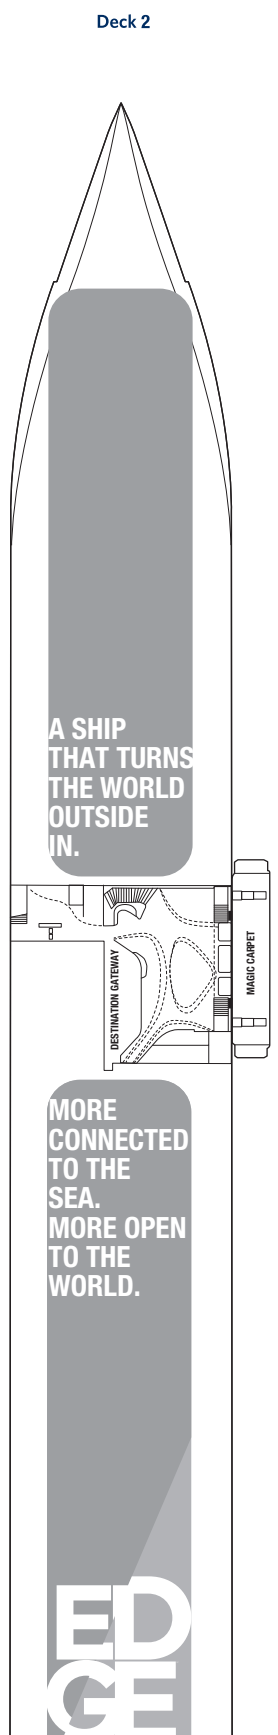 Deck 2
A SHIP
THAT TURNS
THE WORLD
OUTSIDE
IN.
DESTINATION GATEWAY
MAGIC CARPET
MORE
CONNECTED
TO THE
SEA.
MORE OPEN
TO THE
WORLD.
ED
GE